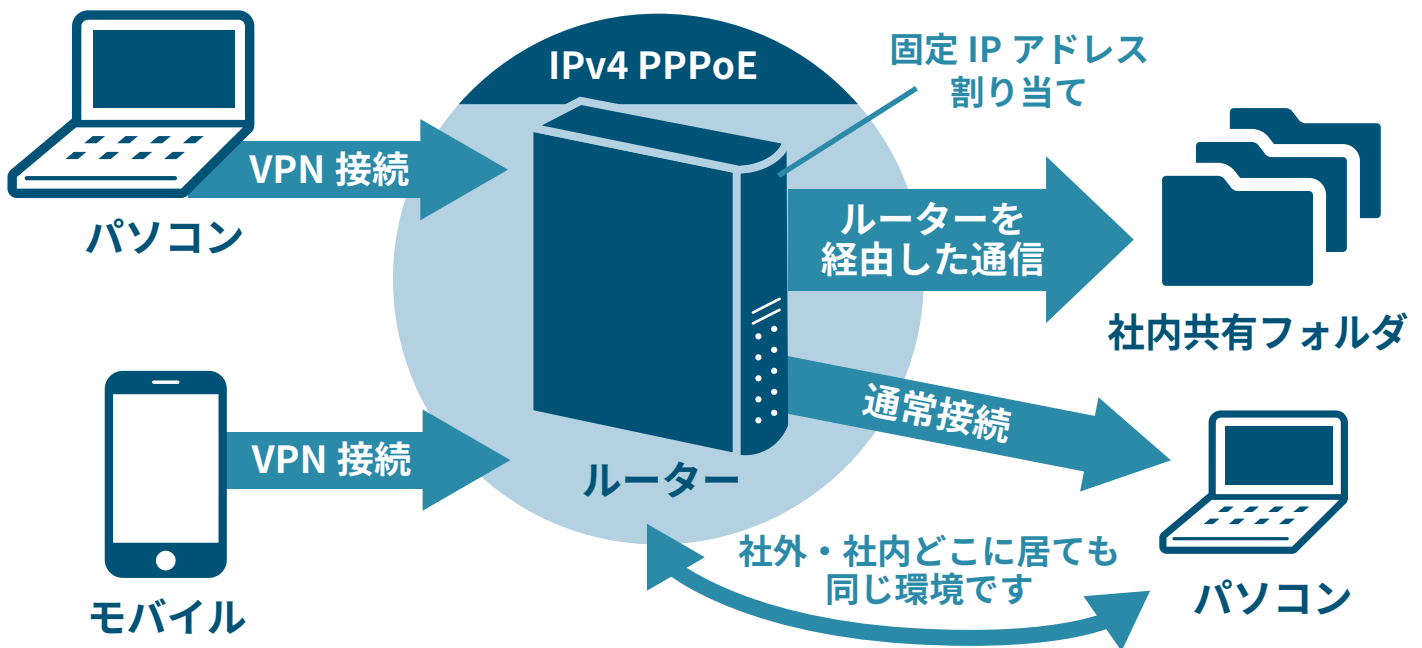 IPv4 PPPoE
固定 IP アドレス
割り当て
VPN 接続
パソコン
ルーターを
経由した通信
社内共有フォルダ
通常接続
VPN 接続
ルーター
モバイル
社外・社内どこに居ても
同じ環境です
パソコン